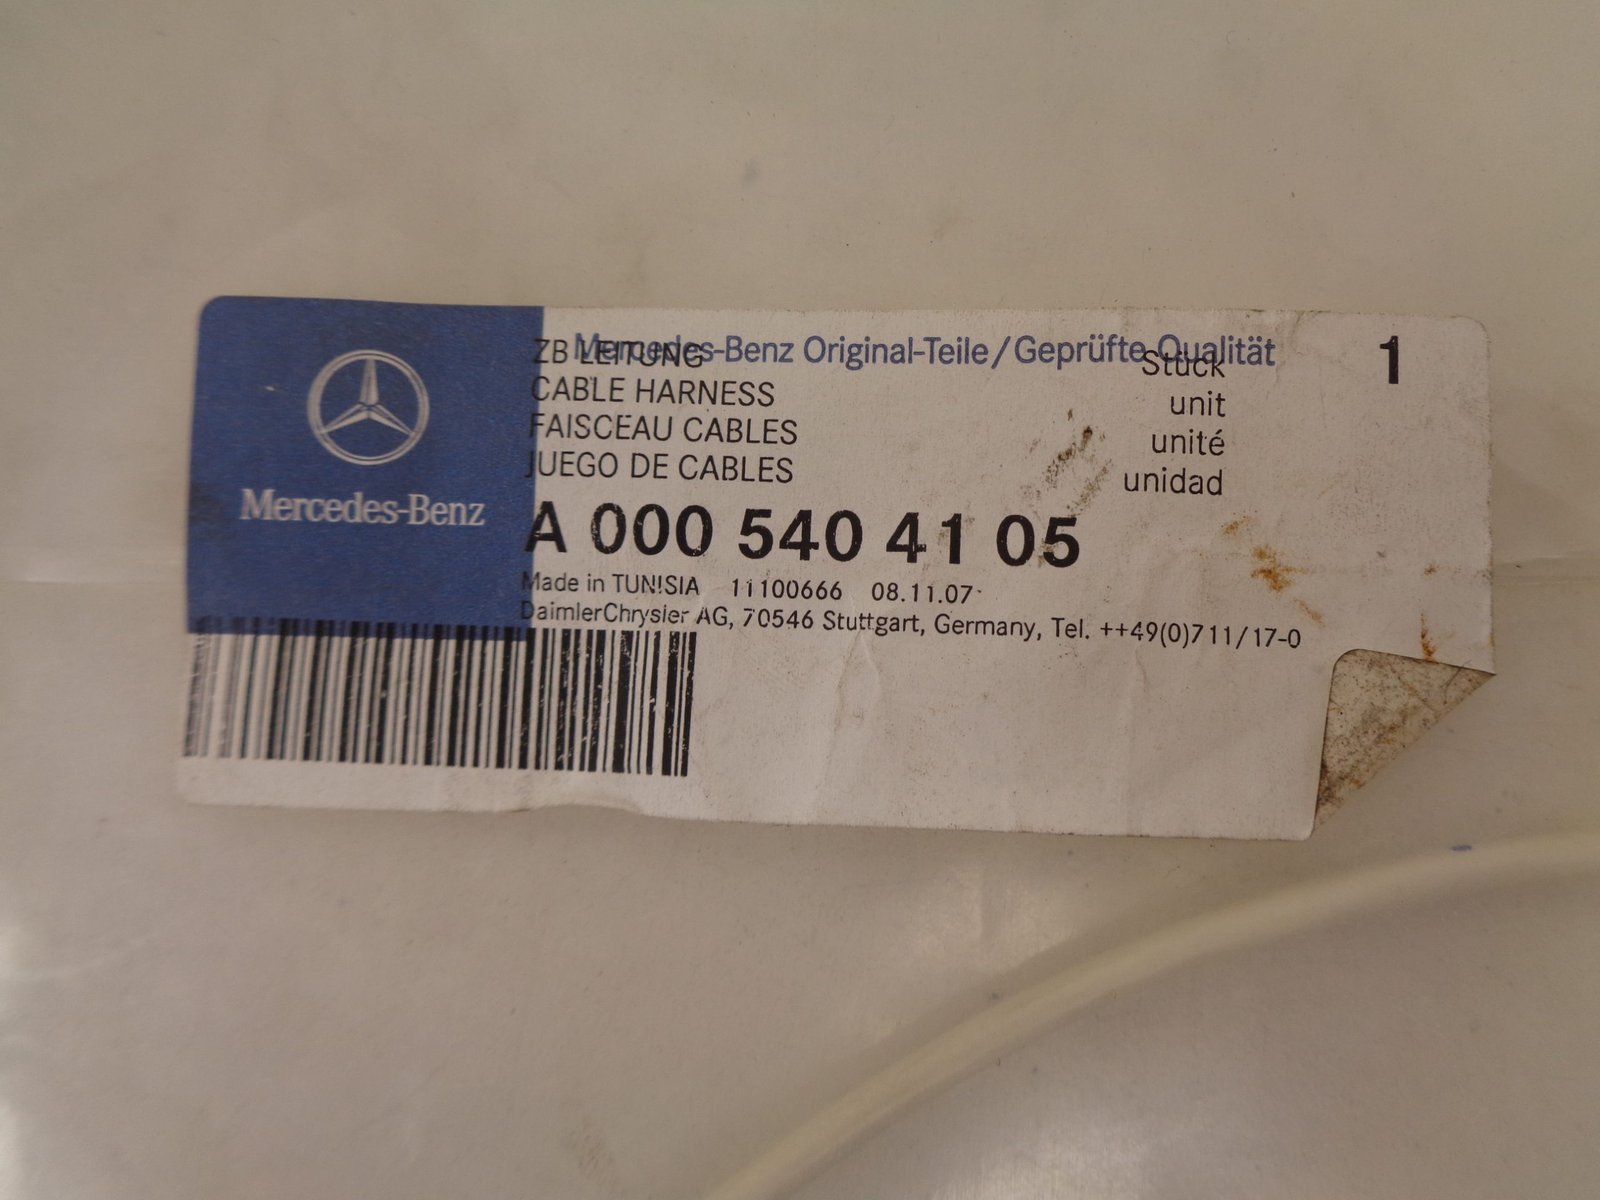 Mercedes-Benz Original-Teile/Geprüfte Qualität
ZB LEITUNG Stück 1
CABLE HARNESS unit
FAISCEAU CABLES unité
JUEGO DE CABLES unidad
Mercedes-Benz
A 000 540 41 05
Made in TUNISIA 11100666 08.11.07
DaimlerChrysler AG, 70546 Stuttgart, Germany, Tel. ++49(0)711/17-0